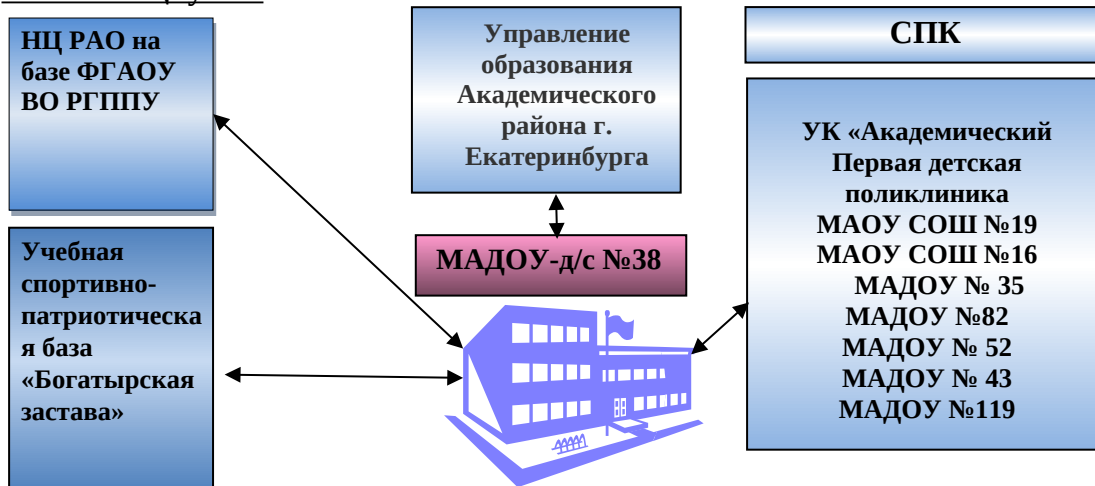 НЦ РАО на
базе ФГАОУ
ВО РГППУ
Управление
образования
Академического
района г.
Екатеринбурга
СПК
МАДОУ-д/с №38
Учебная
спортивно-
патриотическа
я база
«Богатырская
застава»
УК «Академический
Первая детская
поликлиника
МАОУ СОШ №19
МАОУ СОШ №16
МАДОУ № 35
МАДОУ №82
МАДОУ № 52
МАДОУ № 43
МАДОУ №119